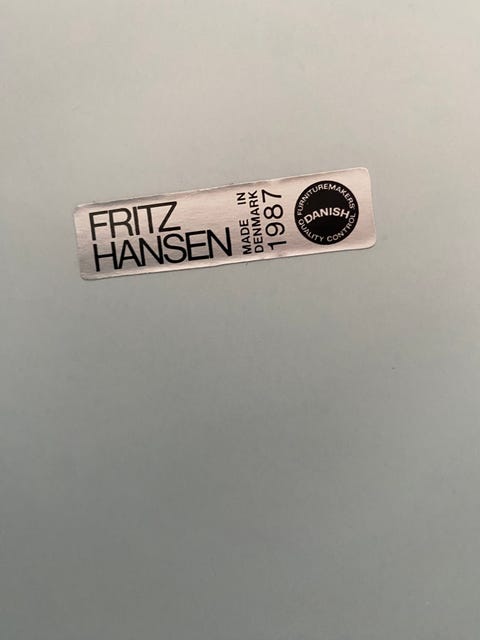 FRITZ
HANSEN
MADE IN
DENMARK
1987
FURNITUREMAKERS'
DANISH
QUALITY CONTROL